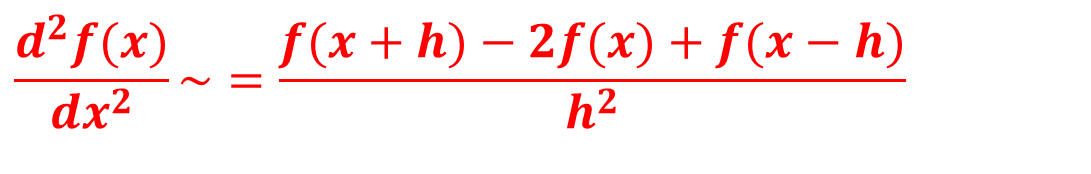 d²f(x)/dx² ~ = f(x + h) − 2f(x) + f(x − h)/h²